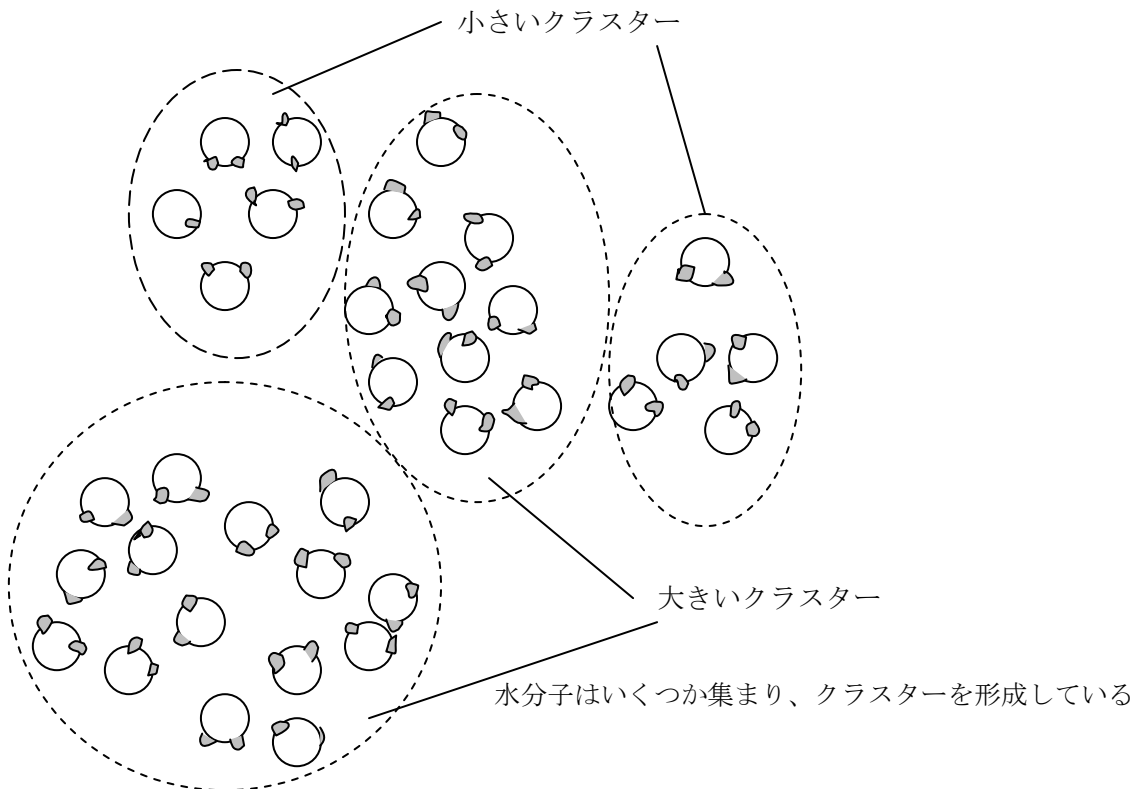 小さいクラスター
大きいクラスター
水分子はいくつか集まり、クラスターを形成している